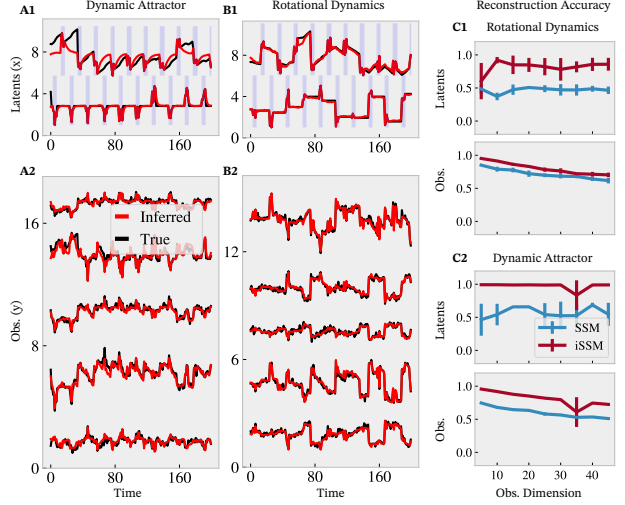 A1
Dynamic Attractor
Latents (x)
8
4
0
0
80
160
B1
Rotational Dynamics
8
4
0
0
80
160
A2
Obs. (y)
16
8
0
Inferred
True
0
80
160
Time
B2
12
6
0
0
80
160
Time
Reconstruction Accuracy
C1
Rotational Dynamics
Latents
1.0
0.5
0.0
Obs.
1.0
0.5
0.0
C2
Dynamic Attractor
Latents
1.0
0.5
0.0
SSM
iSSM
Obs.
1.0
0.5
0.0
10
20
30
40
Obs. Dimension